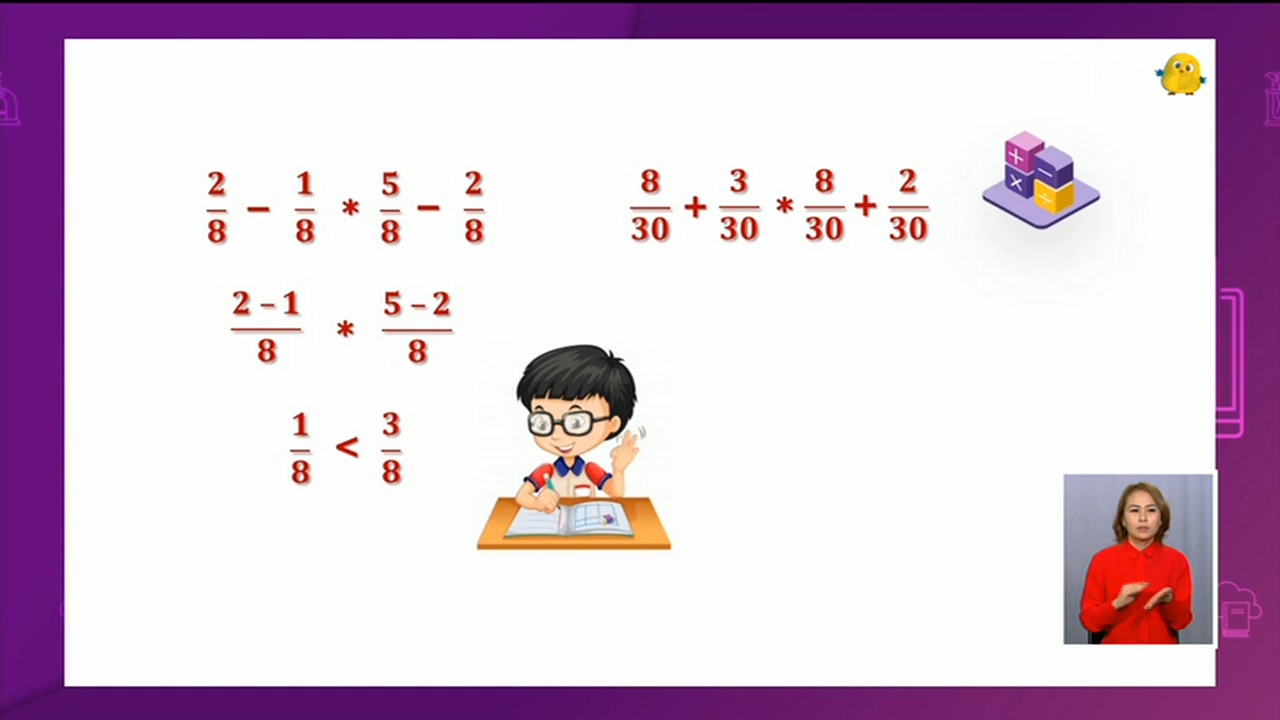 2/8 − 1/8 * 5/8 − 2/8
8/30 + 3/30 * 8/30 + 2/30
2 − 1/8 * 5 − 2/8
1/8 < 3/8
+ − × ÷